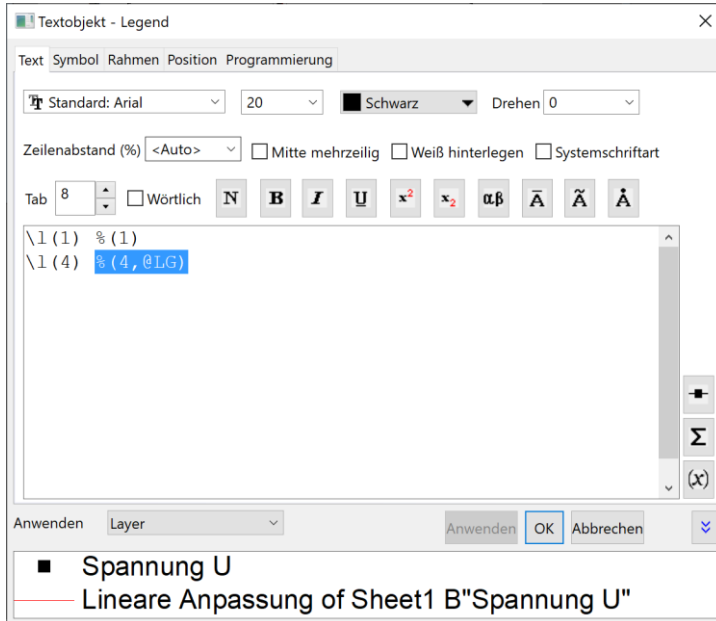 Textobjekt - Legend
Text Symbol Rahmen Position Programmierung
Standard: Arial 20 Schwarz Drehen 0
Zeilenabstand (%) <Auto> Mitte mehrzeilig Weiß hinterlegen Systemschriftart
Tab 8 Wörtlich N B I U x² x₂ αβ Ā Ã Å
\l(1) %(1)
\l(4) %(4,@LG)
Σ
(x)
Anwenden Layer Anwenden OK Abbrechen
Spannung U
Lineare Anpassung of Sheet1 B"Spannung U"